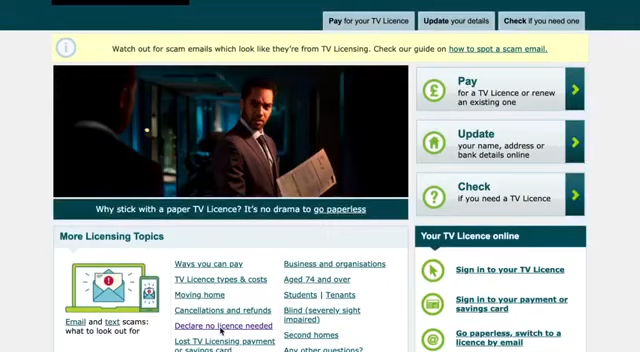 Pay for your TV Licence
Update your details
Check if you need one
Watch out for scam emails which look like they're from TV Licensing. Check our guide on how to spot a scam email.
Pay
for a TV Licence or renew
an existing one
Update
your name, address or
bank details online
Check
if you need a TV Licence
Why stick with a paper TV Licence? It's no drama to go paperless
More Licensing Topics
Email and text scams:
what to look out for
Ways you can pay
TV Licence types & costs
Moving home
Cancellations and refunds
Declare no licence needed
Lost TV Licensing payment
or savings card
Business and organisations
Aged 74 and over
Students | Tenants
Blind (severely sight
impaired)
Second homes
Any other questions?
Your TV Licence online
Sign in to your TV Licence
Sign in to your payment or
savings card
Go paperless, switch to a
licence by email